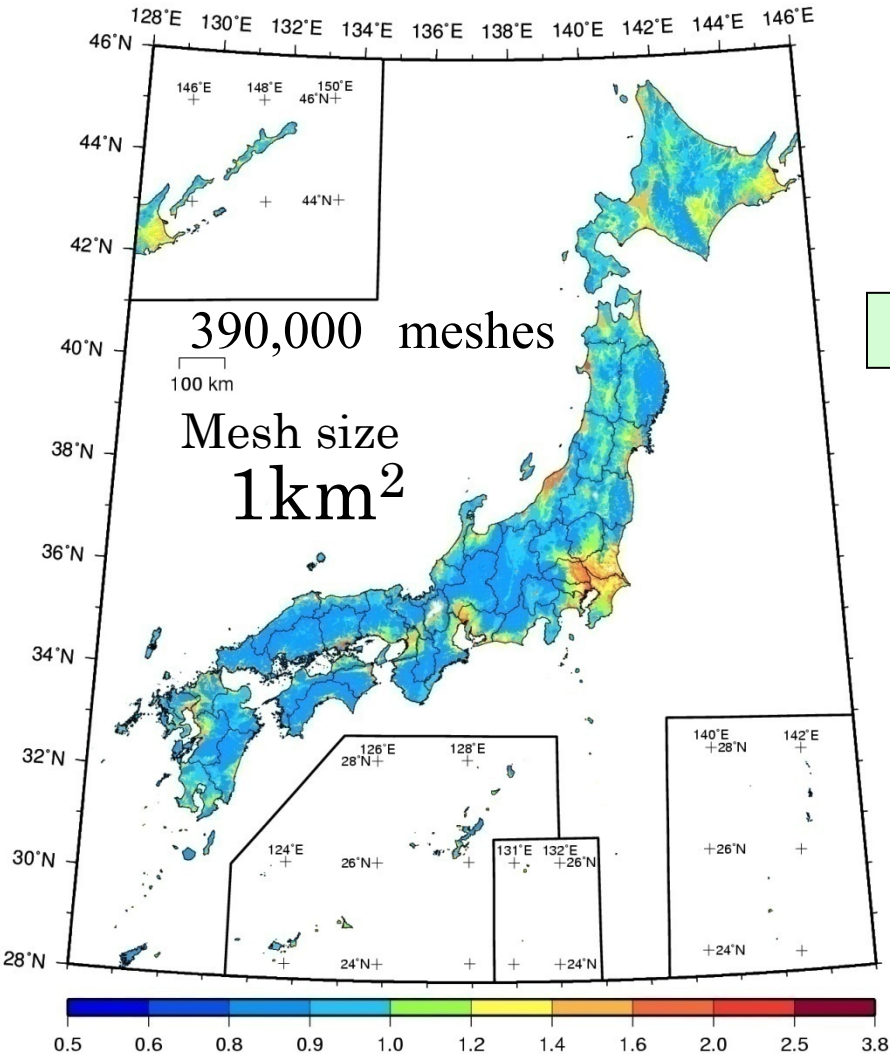 128°E 130°E 132°E 134°E 136°E 138°E 140°E 142°E 144°E 146°E
46°N
146°E 148°E 150°E
46°N
44°N
44°N
42°N
390,000 meshes
40°N
100 km
Mesh size
38°N
1km²
36°N
34°N
32°N
126°E 128°E
28°N
140°E 142°E
28°N
30°N
124°E
26°N
131°E 132°E
26°N
26°N
28°N
24°N
24°N
24°N
0.5 0.6 0.8 0.9 1.0 1.2 1.4 1.6 2.0 2.5 3.8